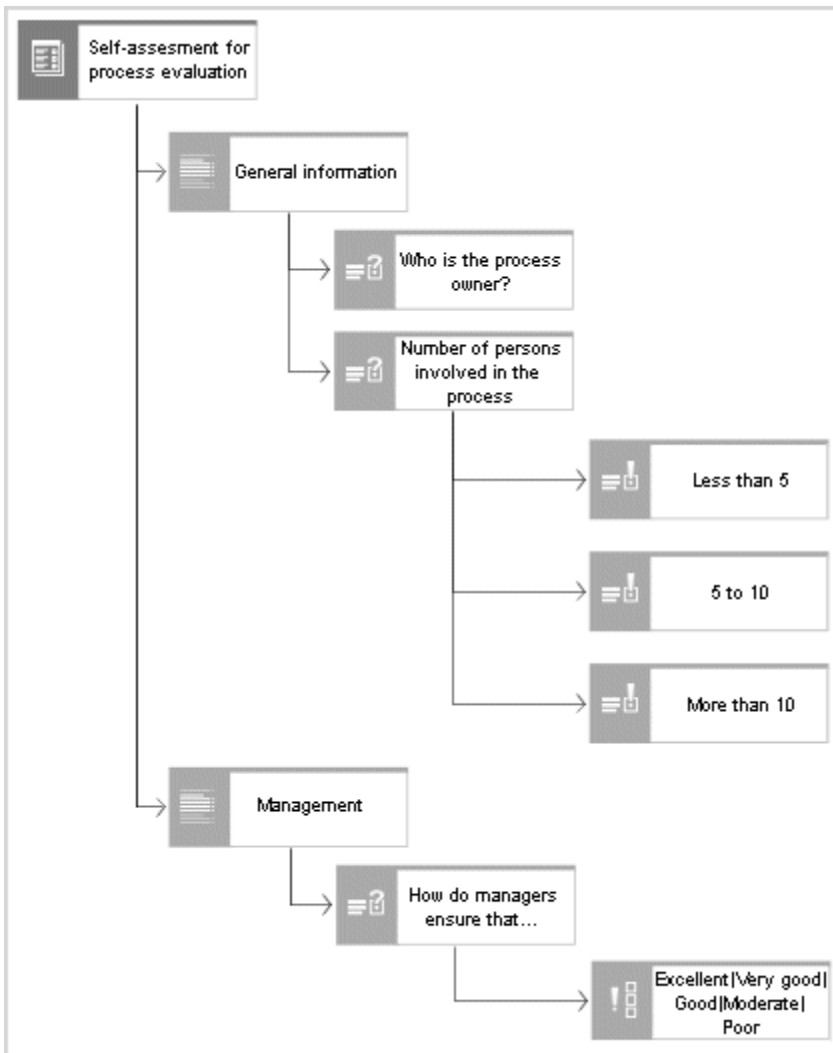 Self-assesment for
process evaluation
General information
Who is the process
owner?
Number of persons
involved in the
process
Less than 5
5 to 10
More than 10
Management
How do managers
ensure that...
Excellent|Very good|
Good|Moderate|
Poor